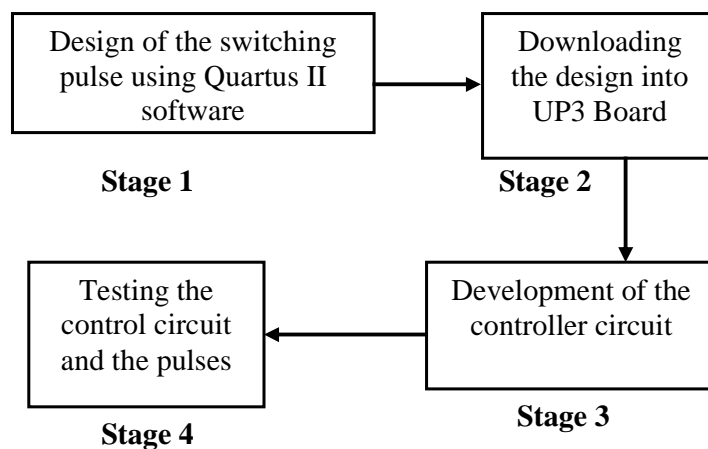 Design of the switching
pulse using Quartus II
software
Stage 1
Downloading
the design into
UP3 Board
Stage 2
Development of the
controller circuit
Stage 3
Testing the
control circuit
and the pulses
Stage 4